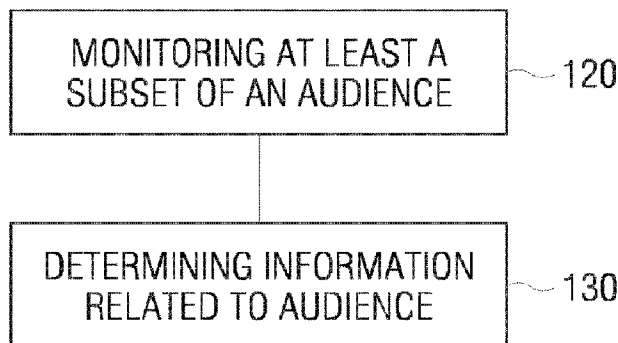 MONITORING AT LEAST A
SUBSET OF AN AUDIENCE
120
DETERMINING INFORMATION
RELATED TO AUDIENCE
130